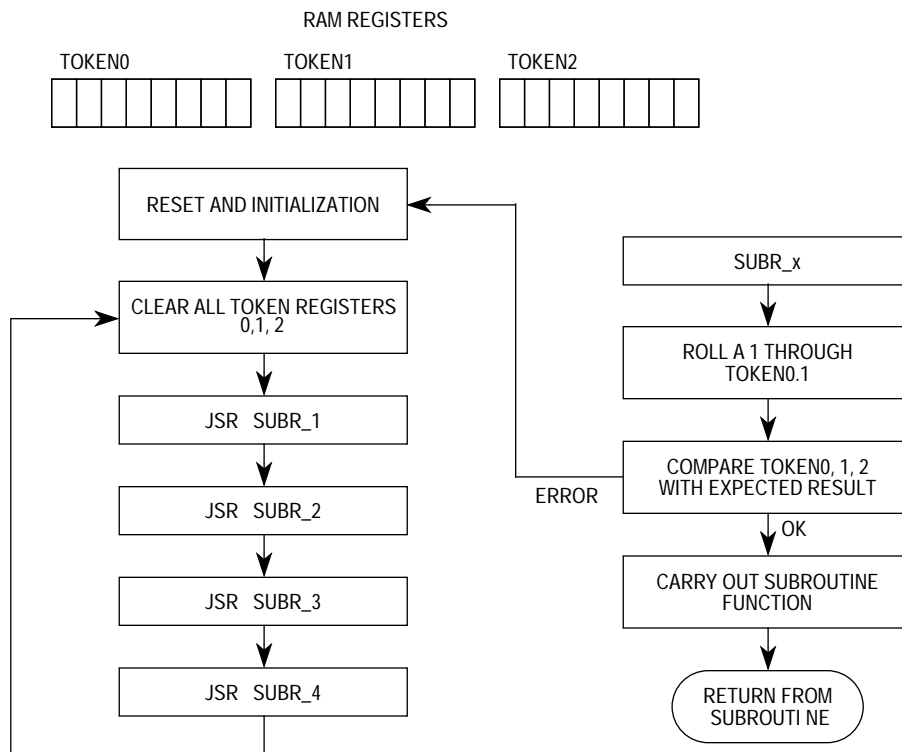 RAM REGISTERS
TOKEN0
TOKEN1
TOKEN2
RESET AND INITIALIZATION
CLEAR ALL TOKEN REGISTERS
0,1, 2
JSR SUBR_1
JSR SUBR_2
JSR SUBR_3
JSR SUBR_4
ERROR
SUBR_x
ROLL A 1 THROUGH
TOKEN0.1
COMPARE TOKEN0, 1, 2
WITH EXPECTED RESULT
OK
CARRY OUT SUBROUTINE
FUNCTION
RETURN FROM
SUBROUTI NE